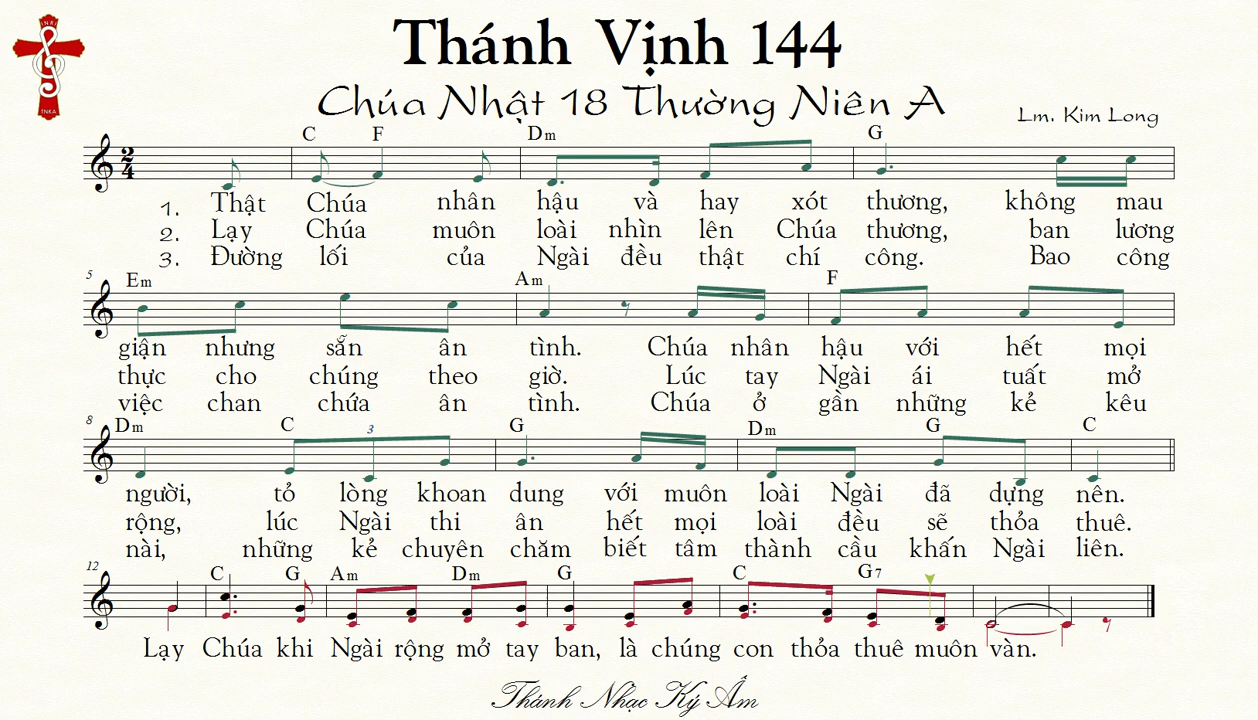 INRI
INKA
Thánh Vịnh 144
Chúa Nhật 18 Thường Niên A
Lm. Kim Long
C F Dm G
1. Thật Chúa nhân hậu và hay xót thương, không mau
2. Lạy Chúa muôn loài nhìn lên Chúa thương, ban lương
3. Đường lối của Ngài đều thật chí công. Bao công
5 Em Am F
giận nhưng sẵn ân tình. Chúa nhân hậu với hết mọi
thực cho chúng theo giờ. Lúc tay Ngài ái tuất mở
việc chan chứa ân tình. Chúa ở gần những kẻ kêu
8 Dm C 3 G Dm G C
người, tỏ lòng khoan dung với muôn loài Ngài đã dựng nên.
rộng, lúc Ngài thi ân hết mọi loài đều sẽ thỏa thuê.
nài, những kẻ chuyên chăm biết tâm thành cầu khấn Ngài liên.
12 C G Am Dm G C G7
Lạy Chúa khi Ngài rộng mở tay ban, là chúng con thỏa thuê muôn vàn.
Thánh Nhạc Ký Âm